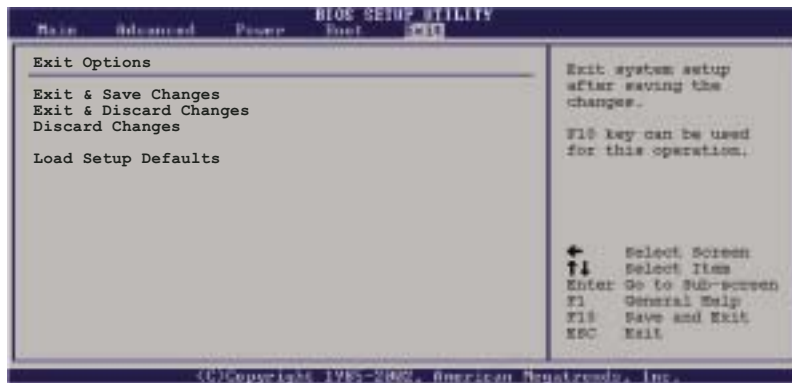 BIOS SETUP UTILITY
Main Advanced Power Boot Exit
Exit Options
Exit & Save Changes
Exit & Discard Changes
Discard Changes
Load Setup Defaults
Exit system setup
after saving the
changes.
F10 key can be used
for this operation.
← Select Screen
↑↓ Select Item
Enter Go to Sub-screen
F1 General Help
F10 Save and Exit
ESC Exit
(C)Copyright 1985-2002, American Megatrends, Inc.